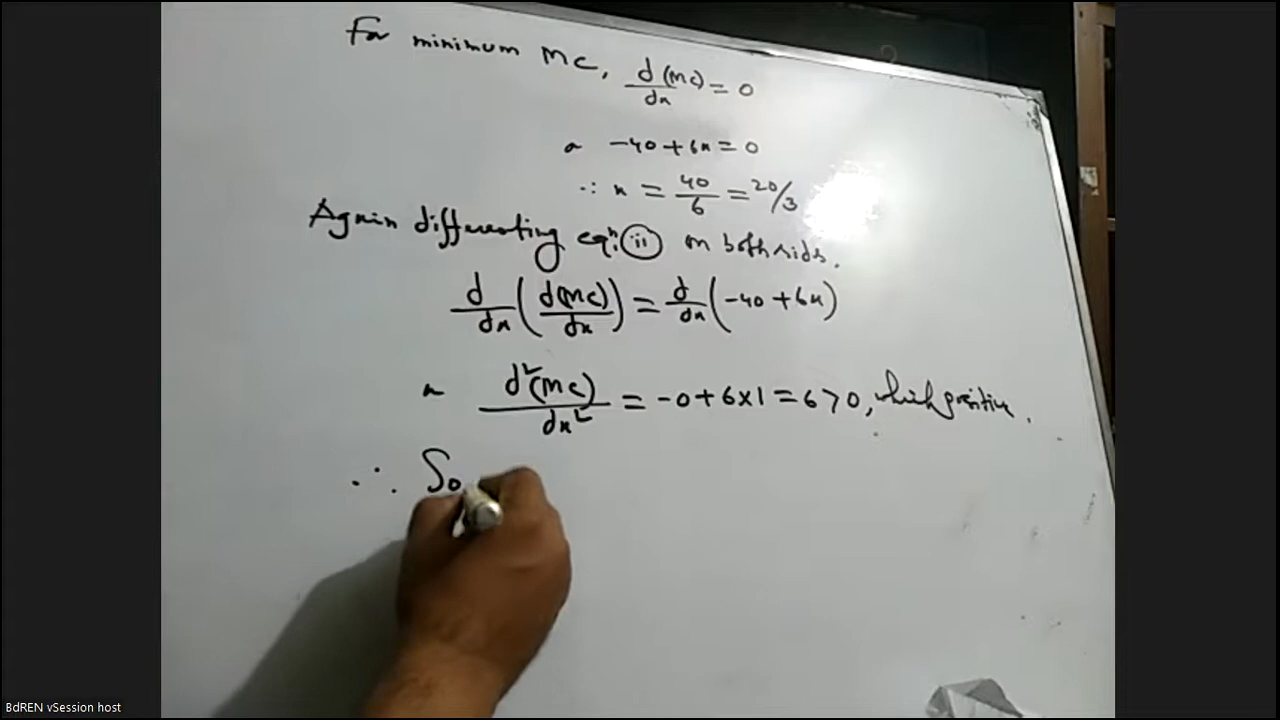 For minimum MC, d(MC)/dx = 0
or -40+6x=0
∴ x = 40/6 = 20/3
Again differenting eqn. (ii) on both sids.
d/dx (d(MC)/dx) = d/dx (-40+6x)
or d²(MC)/dx² = -0+6×1=6>0, which positive.
∴ So
BdREN vSession host